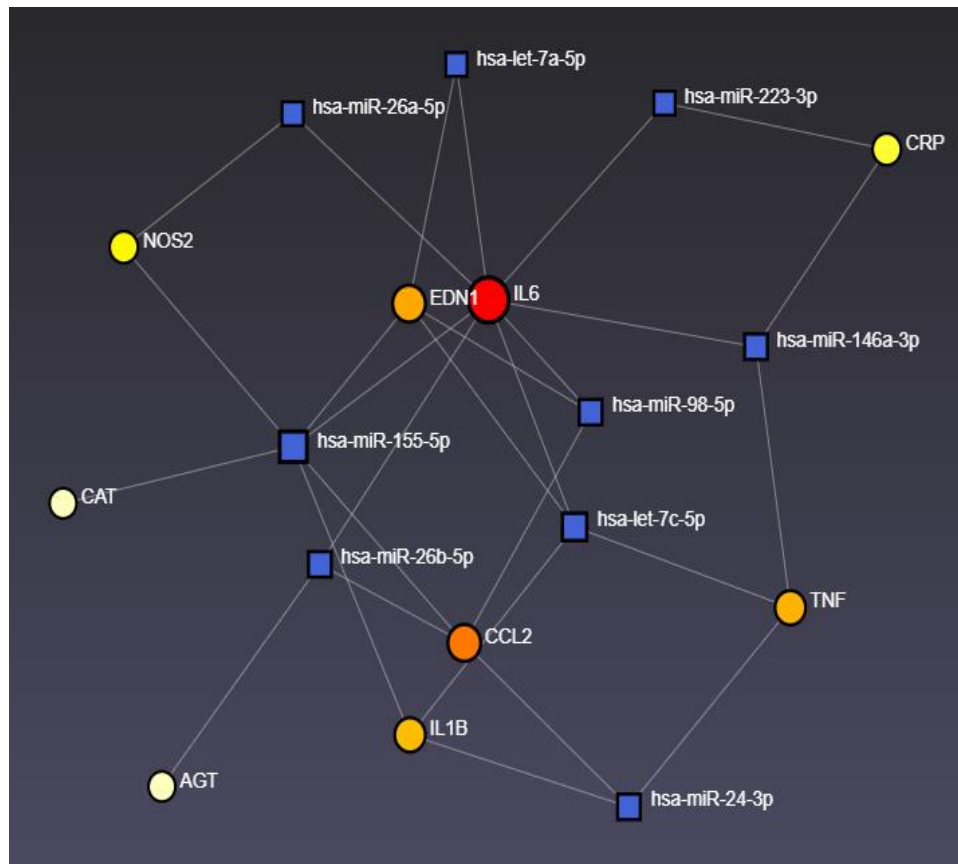 hsa-let-7a-5p
hsa-miR-223-3p
hsa-miR-26a-5p
CRP
NOS2
EDN1
IL6
hsa-miR-146a-3p
hsa-miR-98-5p
hsa-miR-155-5p
CAT
hsa-let-7c-5p
hsa-miR-26b-5p
TNF
CCL2
IL1B
AGT
hsa-miR-24-3p